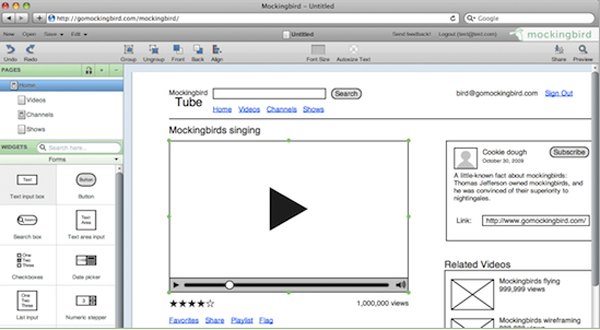 Mockingbird – Untitled
http://gomockingbird.com/mockingbird/
Google
New Open Save Edit
Untitled
Send feedback! Logout (test@test.com)
mockingbird
Undo Redo Group Ungroup Front Back Align Font Size Autosize Text Share Preview
PAGES
Home
Videos
Channels
Shows
WIDGETS
Search here...
Forms
Text
Text input box
Button
Button
Search
Search box
Text
Area
Text area input
One
Two
Three
Checkboxes
Date picker
One
Two
Three
List input
3
Numeric stepper
Mockingbird
Tube
Search
bird@gomockingbird.com Sign Out
Home Videos Channels Shows
Mockingbirds singing
★★★★☆
1,000,000 views
Favorites Share Playlist Flag
Cookie dough
October 30, 2008
Subscribe
A little-known fact about mockingbirds:
Thomas Jefferson owned mockingbirds, and
he was convinced of their superiority to
nightingales.
Link: http://www.gomockingbird.com/
Related Videos
Mockingbirds flying
999,999 views
Mockingbirds wireframing